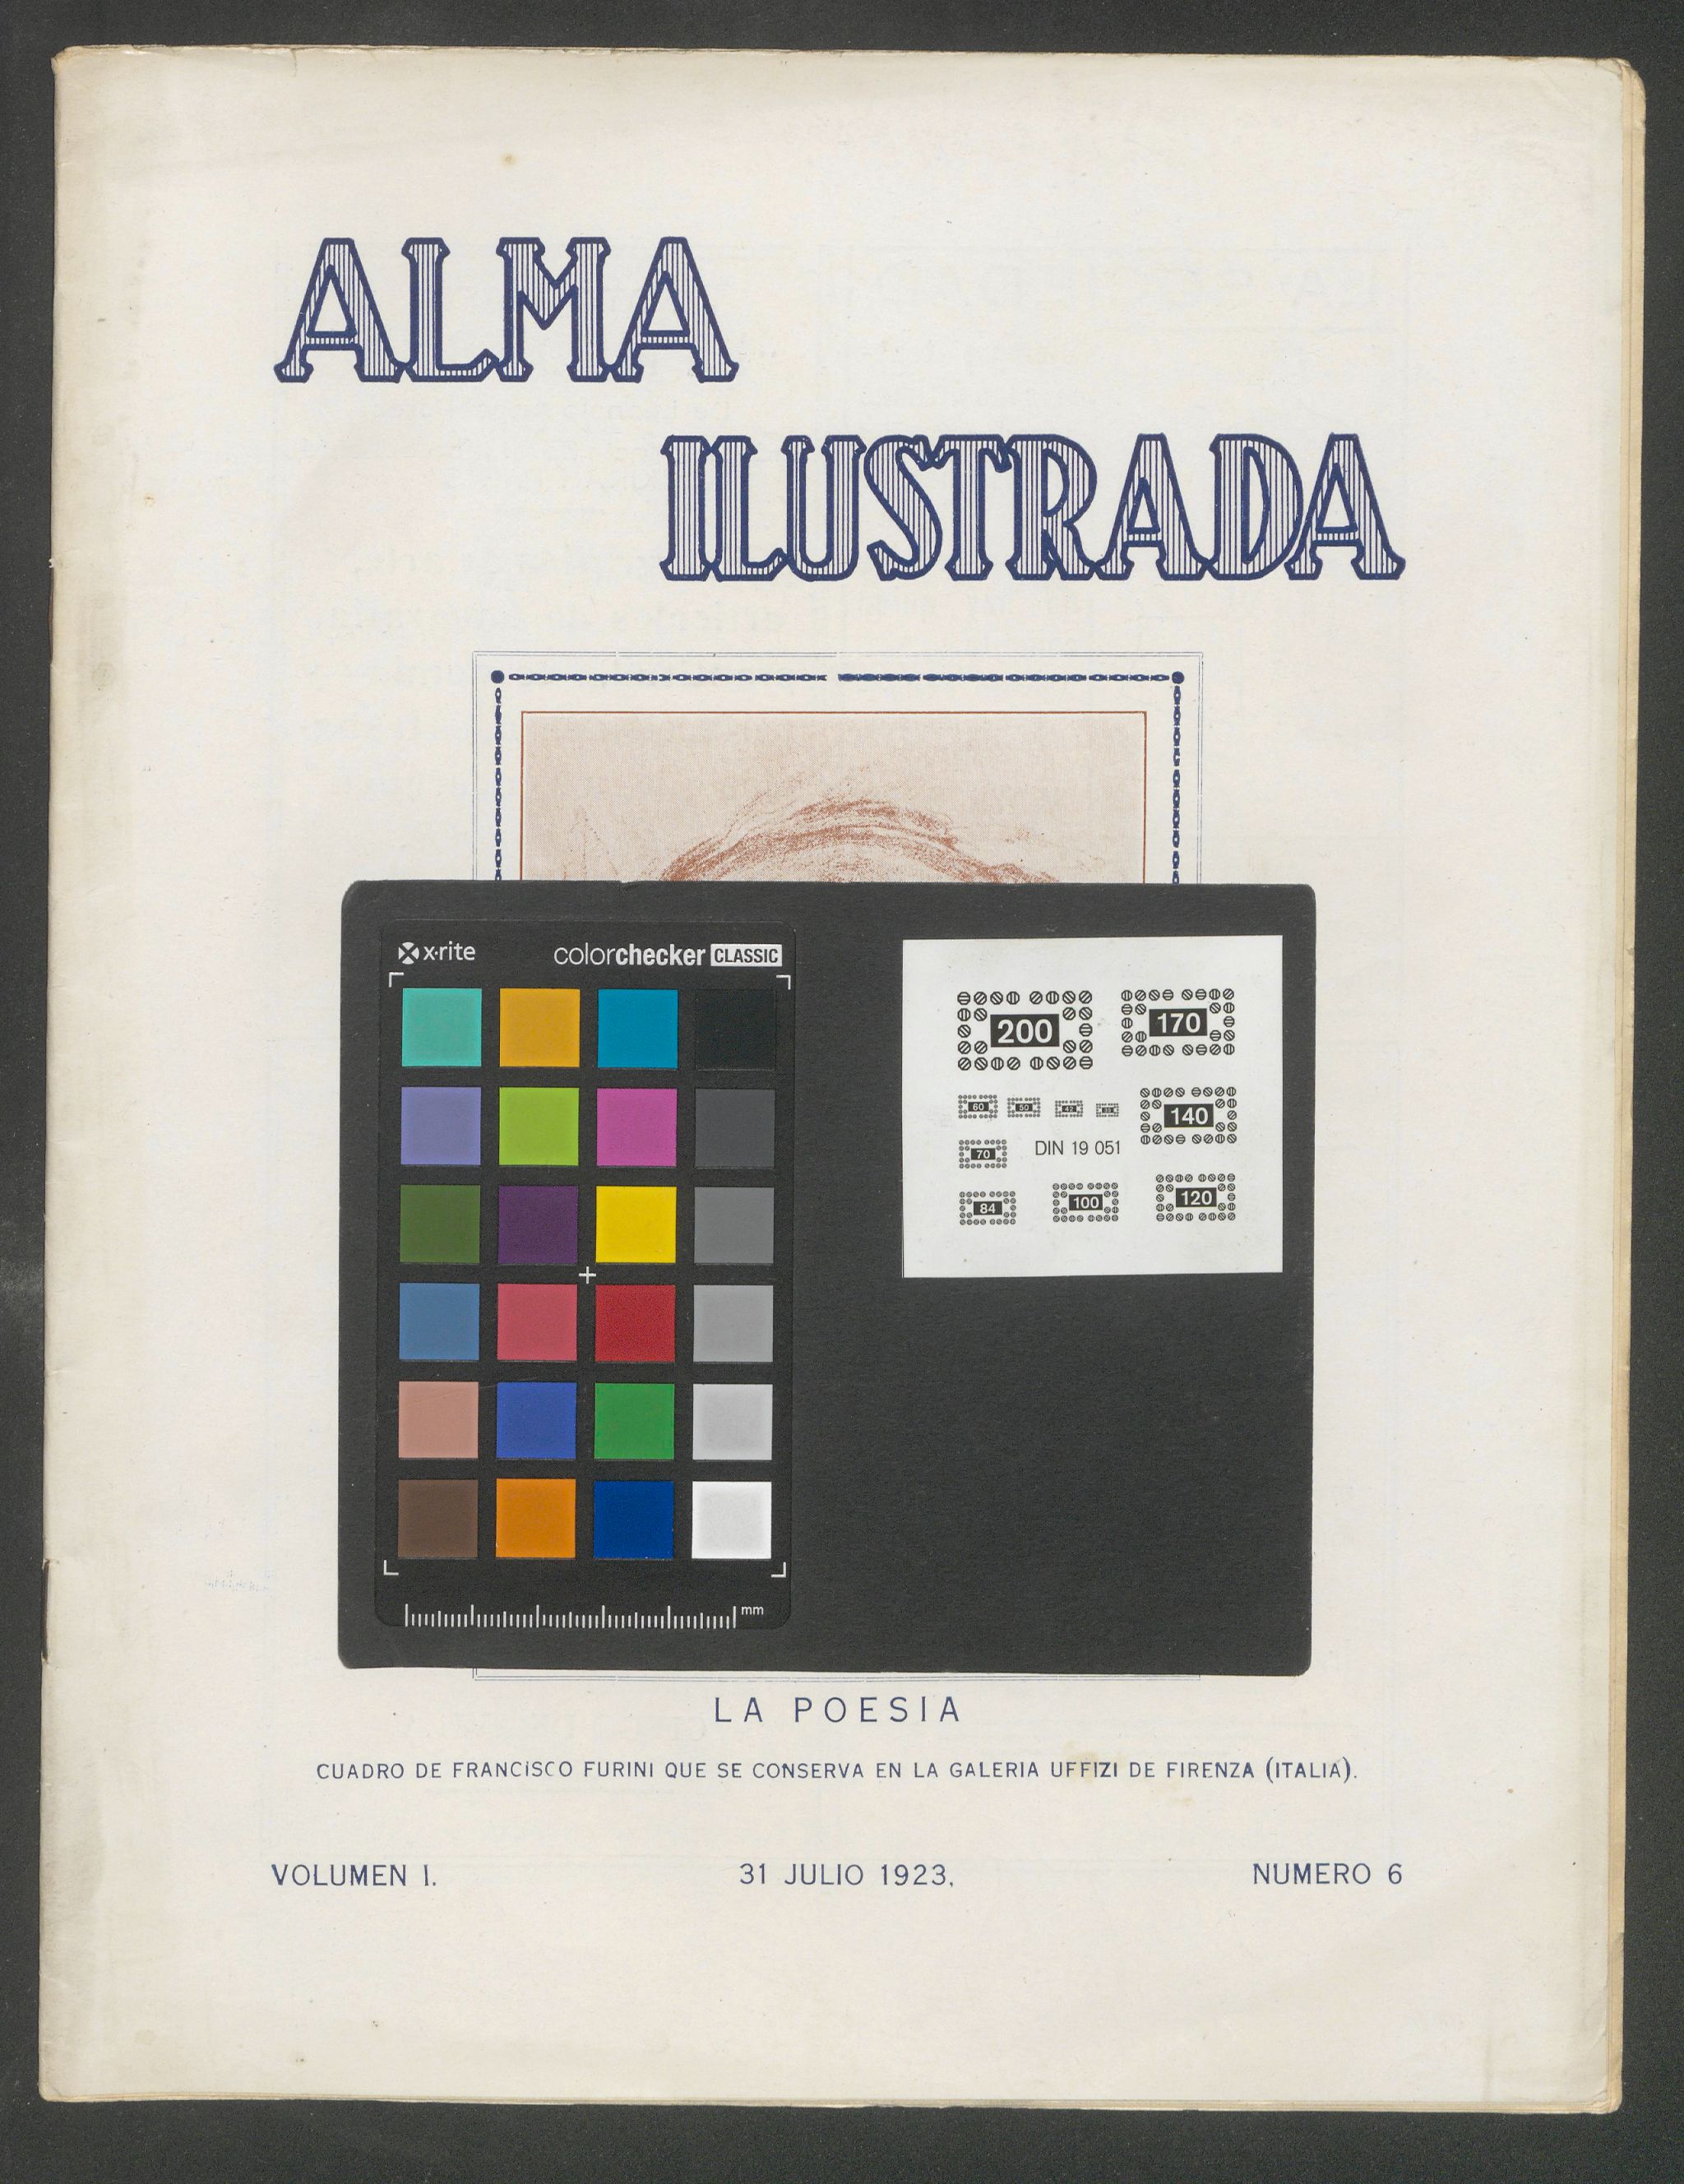 ALMA
ILUSTRADA
x·rite colorchecker CLASSIC
200 170
60 50 42 35 140
70 DIN 19 051
84 100 120
mm
LA POESIA
CUADRO DE FRANCISCO FURINI QUE SE CONSERVA EN LA GALERIA UFFIZI DE FIRENZA (ITALIA).
VOLUMEN I. 31 JULIO 1923. NUMERO 6